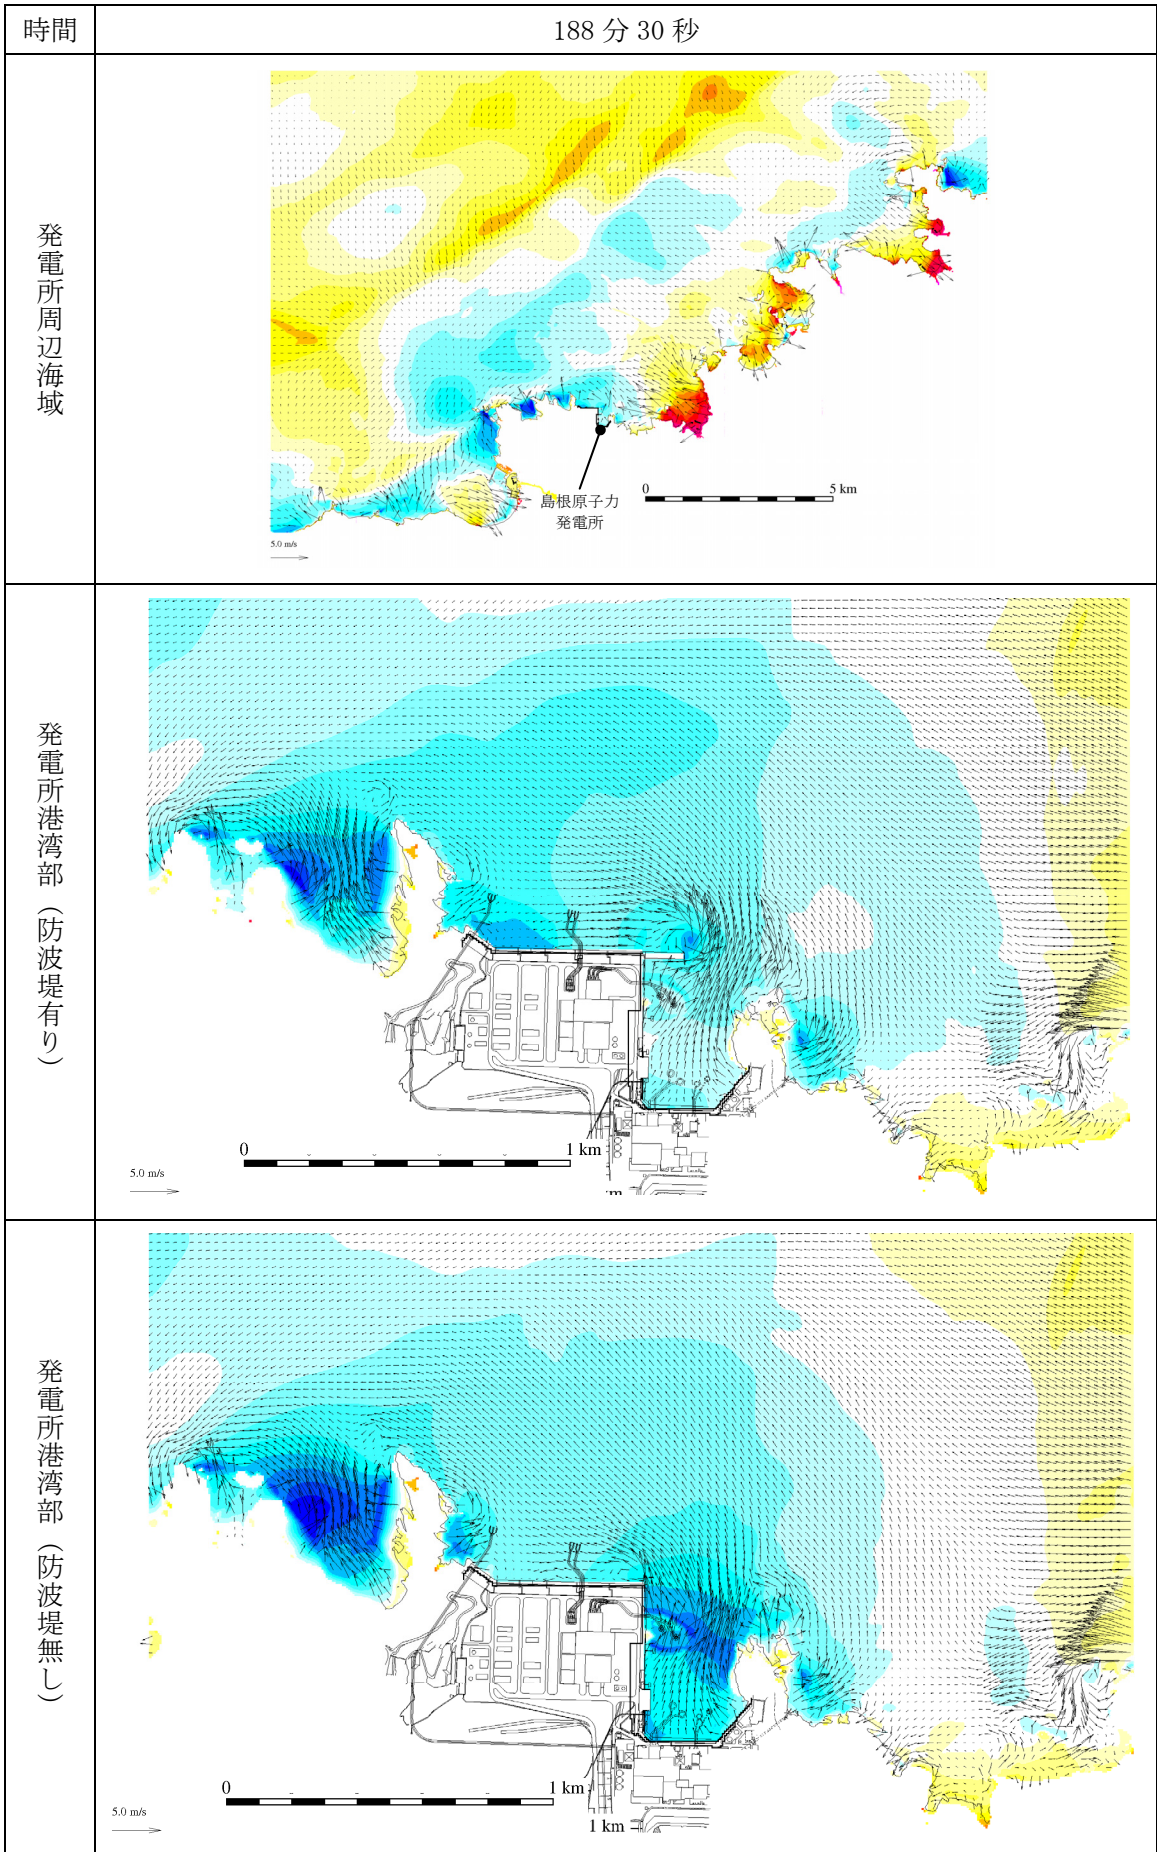 時間
188 分 30 秒
発電所周辺海域
島根原子力
発電所
0
5 km
5.0 m/s
発電所港湾部（防波堤有り）
0
1 km
5.0 m/s
発電所港湾部（防波堤無し）
0
1 km
5.0 m/s
1 km